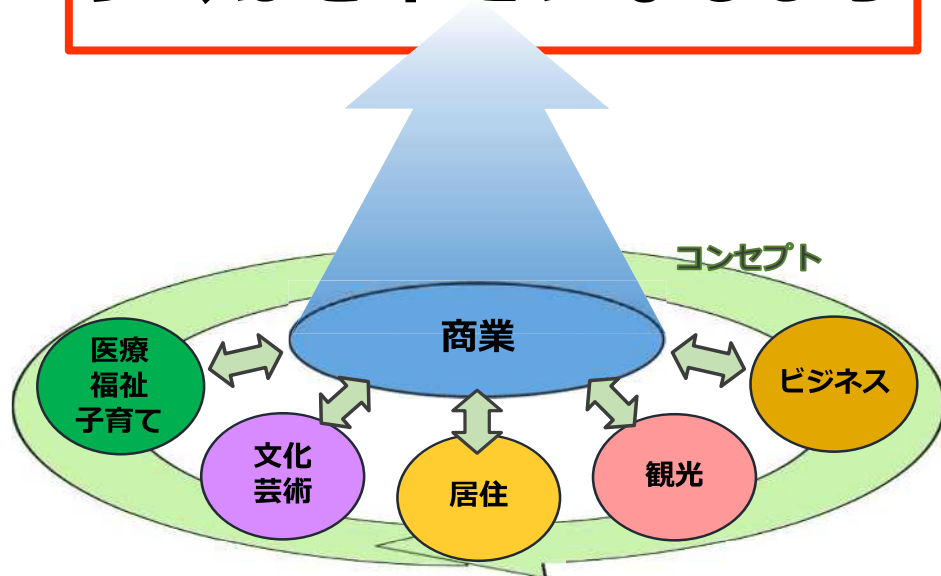 コンセプト
商業
医療
福祉
子育て
ビジネス
文化
芸術
居住
観光